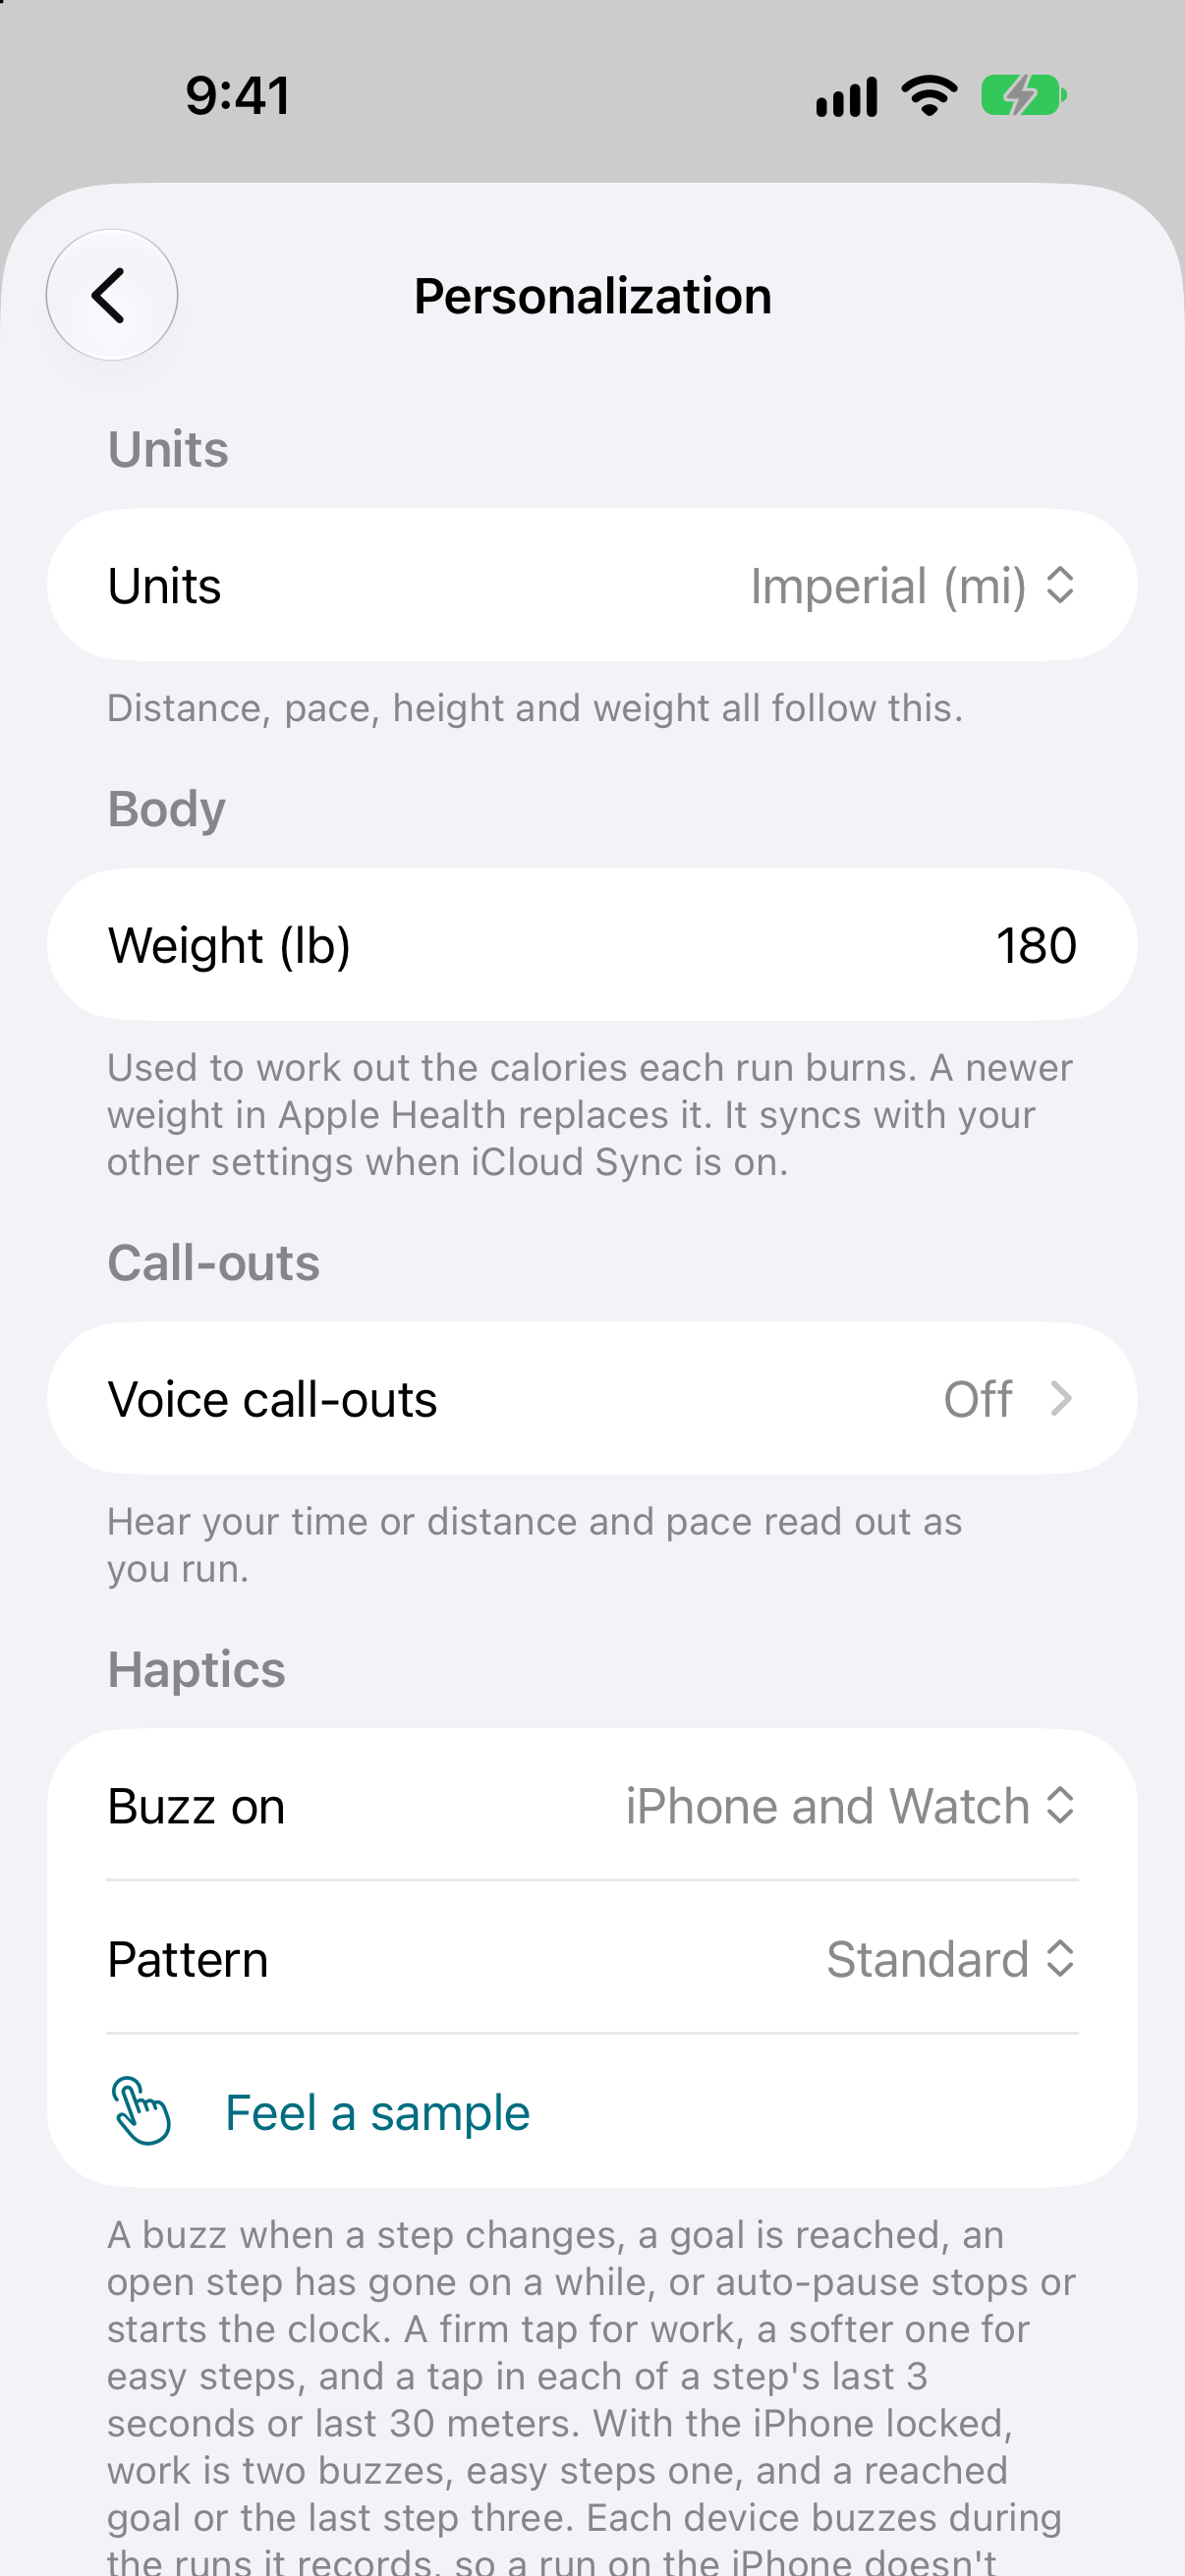 9:41
Personalization
Units
Units Imperial (mi)
Distance, pace, height and weight all follow this.
Body
Weight (lb) 180
Used to work out the calories each run burns. A newer
weight in Apple Health replaces it. It syncs with your
other settings when iCloud Sync is on.
Call-outs
Voice call-outs Off
Hear your time or distance and pace read out as
you run.
Haptics
Buzz on iPhone and Watch
Pattern Standard
Feel a sample
A buzz when a step changes, a goal is reached, an
open step has gone on a while, or auto-pause stops or
starts the clock. A firm tap for work, a softer one for
easy steps, and a tap in each of a step's last 3
seconds or last 30 meters. With the iPhone locked,
work is two buzzes, easy steps one, and a reached
goal or the last step three. Each device buzzes during
the runs it records, so a run on the iPhone doesn't